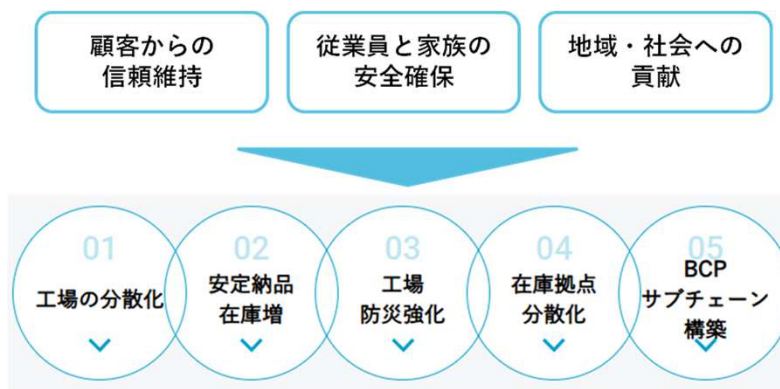 顧客からの
信頼維持
従業員と家族の
安全確保
地域・社会への
貢献
01
工場の分散化
02
安定納品
在庫増
03
工場
防災強化
04
在庫拠点
分散化
05
BCP
サブチェーン
構築